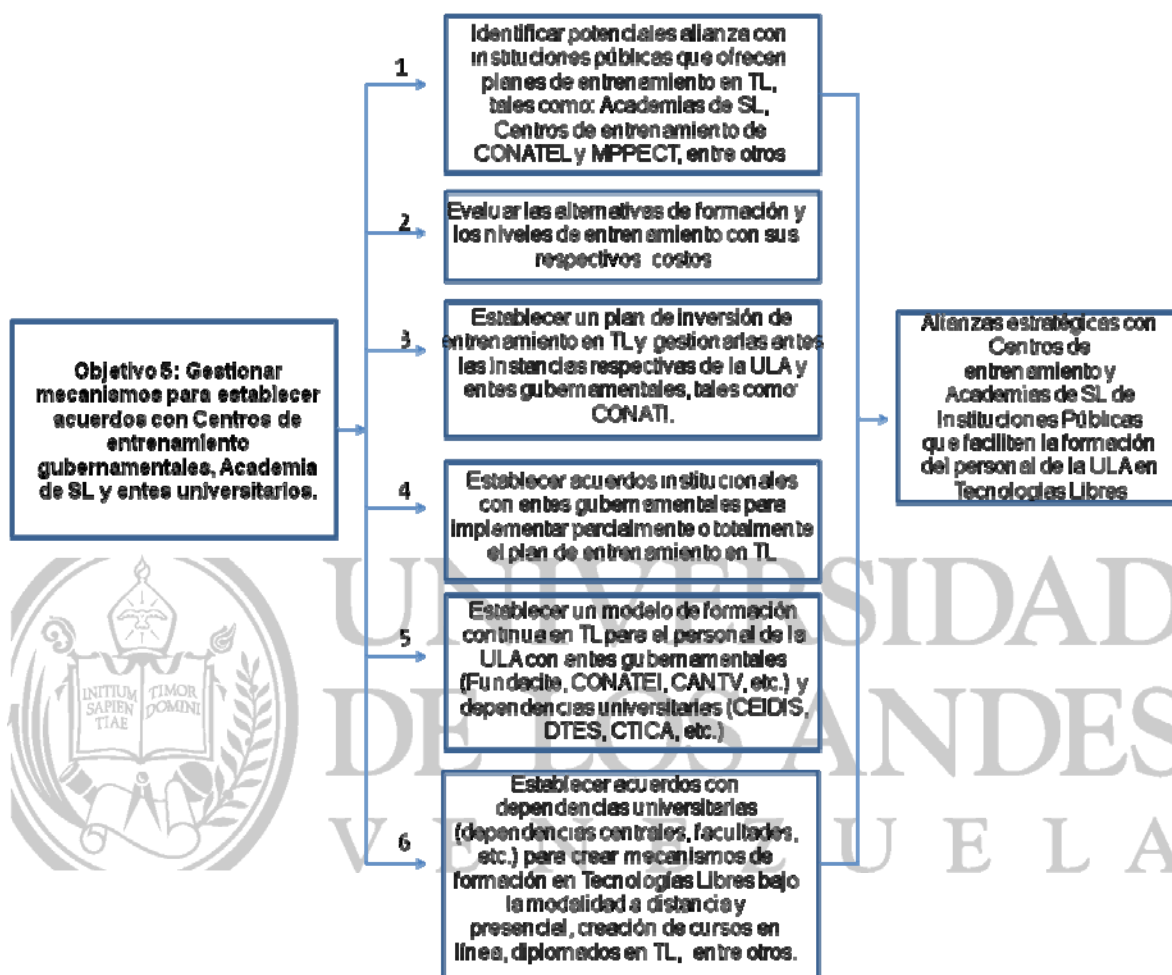 Objetivo 5: Gestionar
mecanismos para establecer
acuerdos con Centros de
entrenamiento
gubernamentales, Academia
de SL y entes universitarios.
1
Identificar potenciales alianza con
instituciones públicas que ofrecen
planes de entrenamiento en TL,
tales como: Academias de SL,
Centros de entrenamiento de
CONATEL y MPPECT, entre otros
2
Evaluar las alternativas de formación y
los niveles de entrenamiento con sus
respectivos costos
3
Establecer un plan de inversión de
entrenamiento en TL y gestionarlas antes
las instancias respectivas de la ULA y
entes gubernamentales, tales como
CONATI.
4
Establecer acuerdos institucionales
con entes gubernamentales para
implementar parcialmente o totalmente
el plan de entrenamiento en TL
5
Establecer un modelo de formación
continua en TL para el personal de la
ULA con entes gubernamentales
(Fundacite, CONATEl, CANTV, etc.) y
dependencias universitarias (CEIDIS,
DTES, CTICA, etc.)
6
Establecer acuerdos con
dependencias universitarias
(dependencias centrales, facultades,
etc.) para crear mecanismos de
formación en Tecnologías Libres bajo
la modalidad a distancia y
presencial, creación de cursos en
línea, diplomados en TL, entre otros.
Alianzas estratégicas con
Centros de
entrenamiento y
Academias de SL de
Instituciones Públicas
que faciliten la formación
del personal de la ULA en
Tecnologías Libres
INITIUM
SAPIEN
TIAE
TIMOR
DOMINI
UNIVERSIDAD
DE LOS ANDES
VENEZUELA